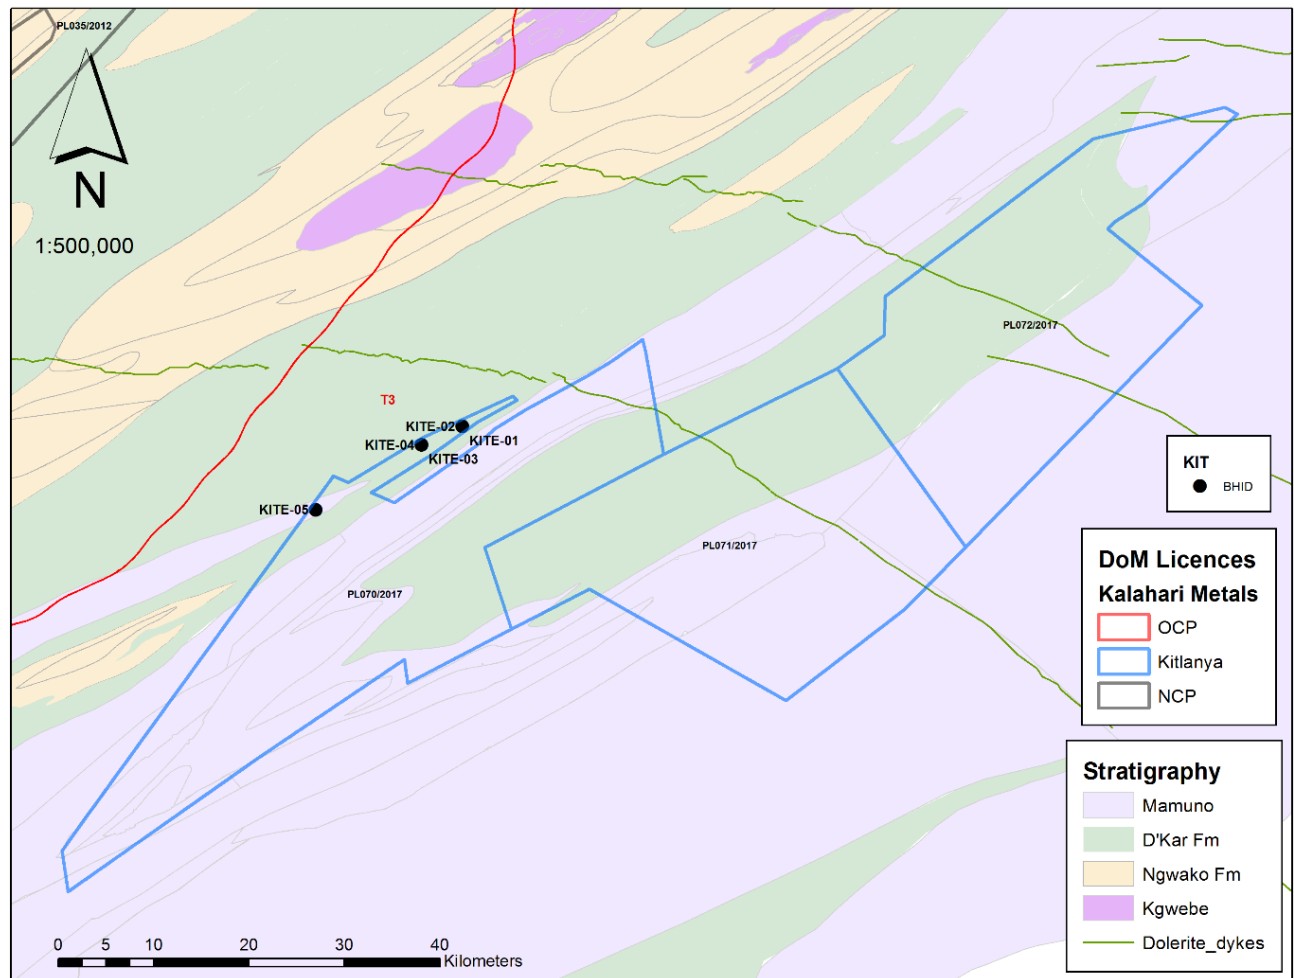 PL035/2012
N
1:500,000
PL072/2017
T3
KITE-02
KITE-01
KITE-04
KITE-03
KITE-05
PL071/2017
PL070/2017
KIT
BHID
DoM Licences
Kalahari Metals
OCP
Kitlanya
NCP
Stratigraphy
Mamuno
D'Kar Fm
Ngwako Fm
Kgwebe
Dolerite_dykes
0 5 10 20 30 40
Kilometers